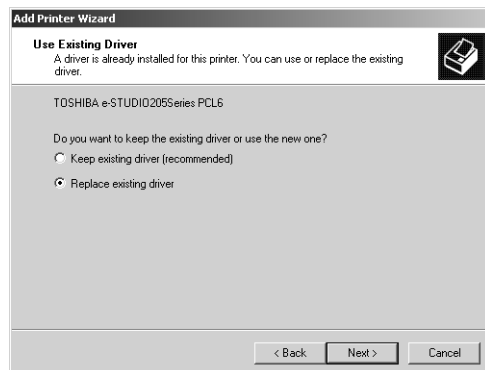 Add Printer Wizard
Use Existing Driver
A driver is already installed for this printer. You can use or replace the existing
driver.
TOSHIBA e-STUDIO205Series PCL6
Do you want to keep the existing driver or use the new one?
Keep existing driver (recommended)
Replace existing driver
< Back Next > Cancel